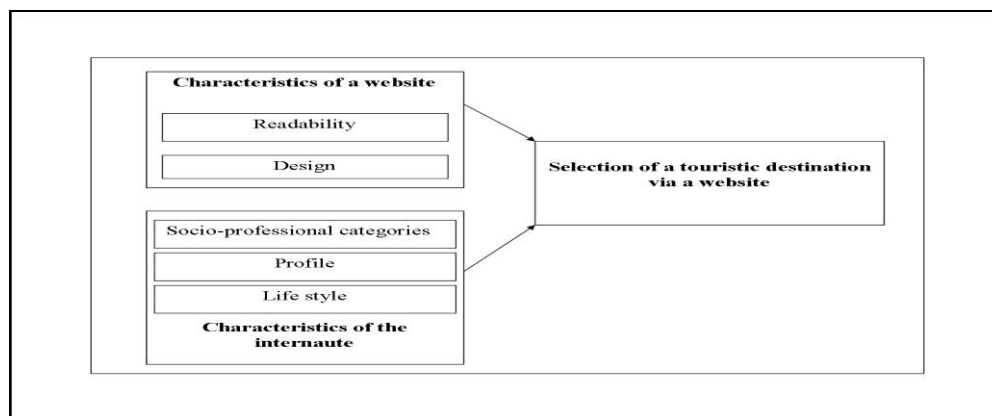 Characteristics of a website
Readability
Design
Socio-professional categories
Profile
Life style
Characteristics of the
internaute
Selection of a touristic destination
via a website